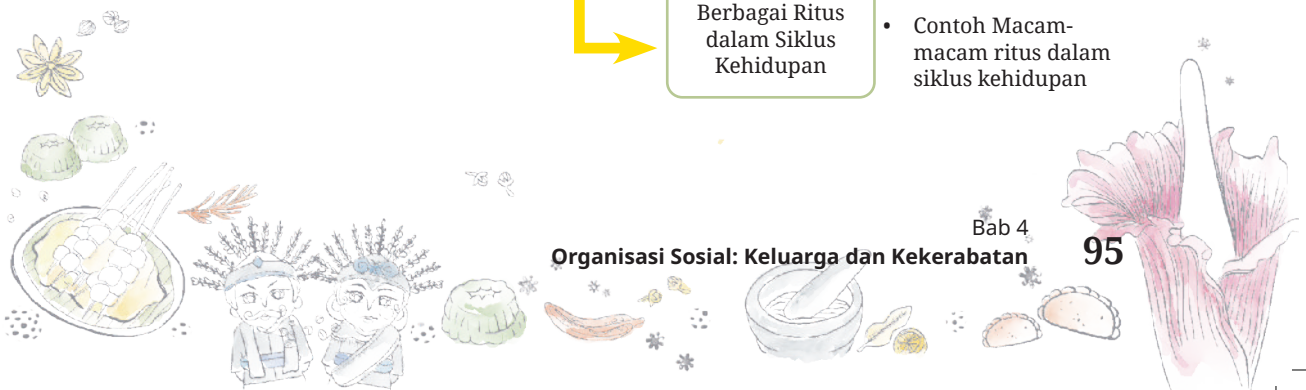 Berbagai Ritus
dalam Siklus
Kehidupan
• Contoh Macam-
macam ritus dalam
siklus kehidupan
Bab 4
Organisasi Sosial: Keluarga dan Kekerabatan
95